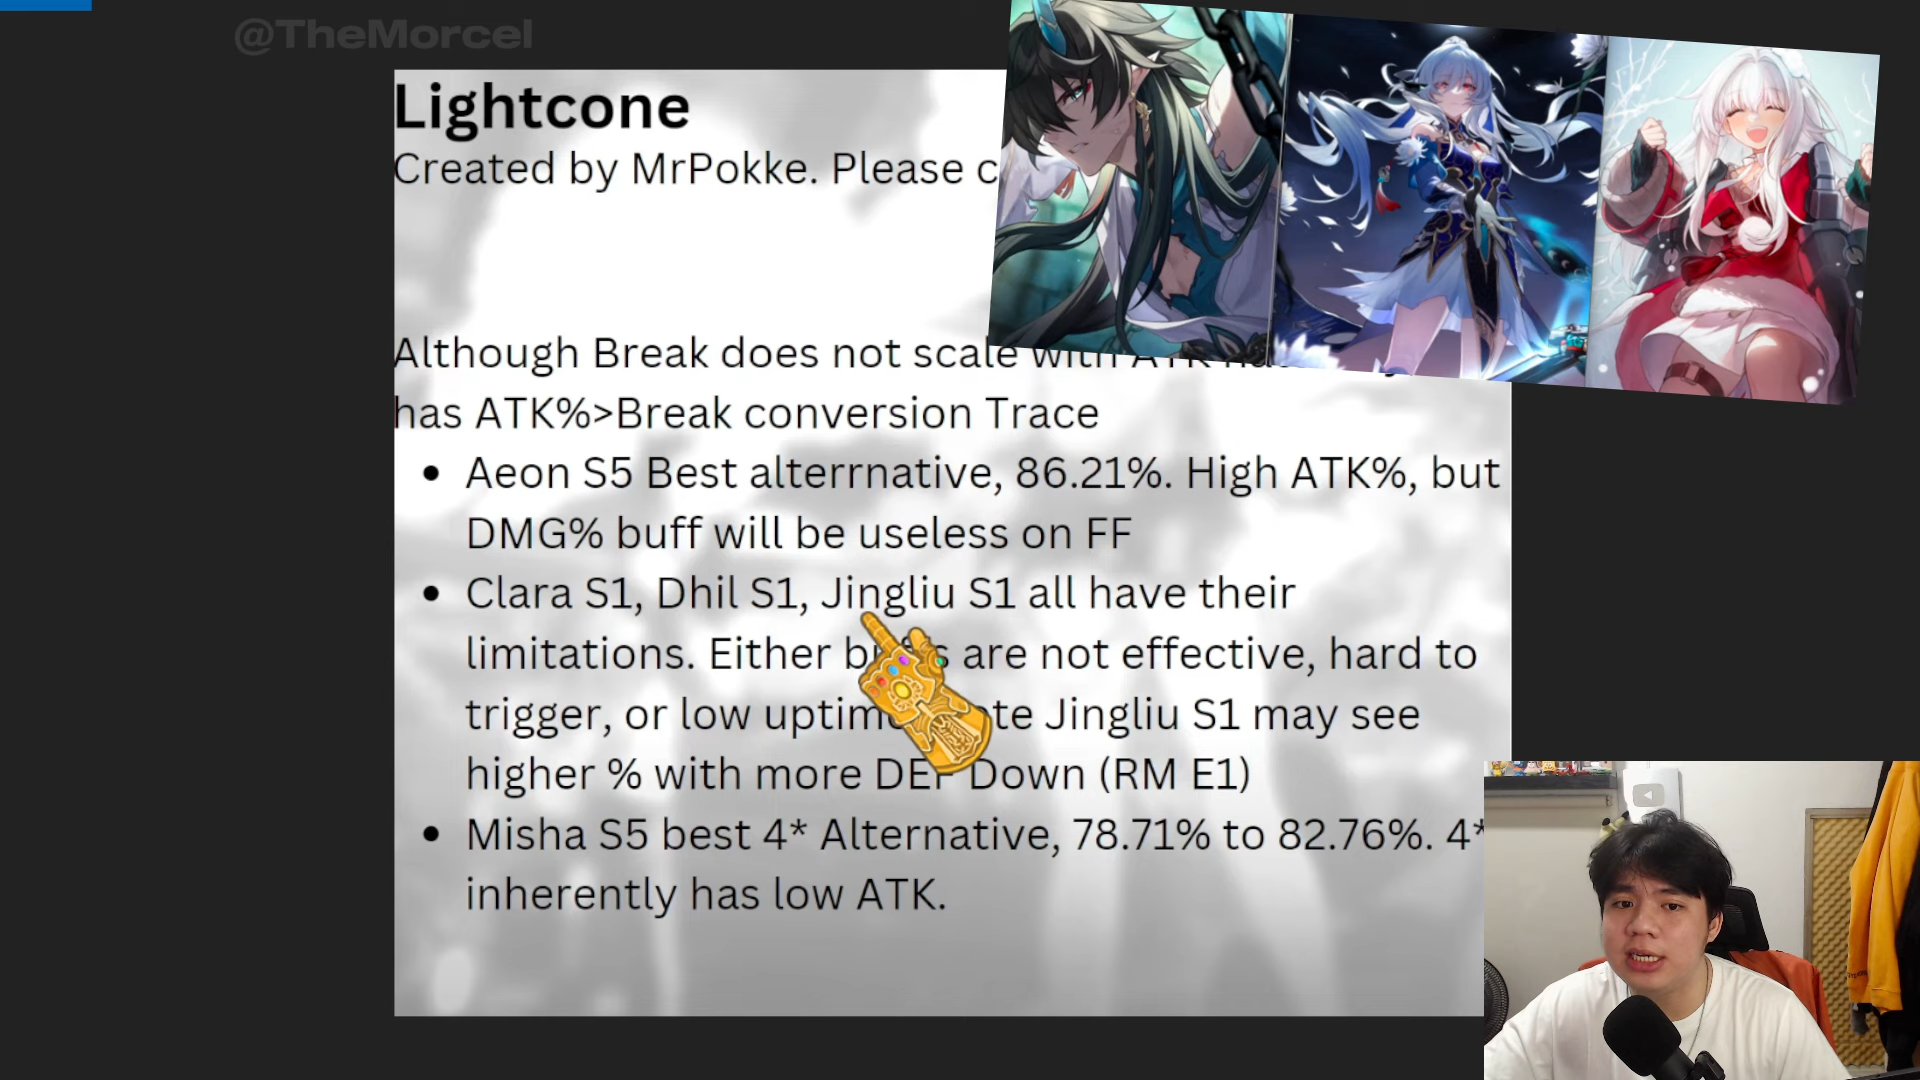 @TheMorcel
Lightcone
Created by MrPokke. Please c
Although Break does not scale with ATK
has ATK%>Break conversion Trace
• Aeon S5 Best alterrnative, 86.21%. High ATK%, but
DMG% buff will be useless on FF
• Clara S1, Dhil S1, Jingliu S1 all have their
limitations. Either are not effective, hard to
trigger, or low Jingliu S1 may see
higher % with more DEF Down (RM E1)
• Misha S5 best 4* Alternative, 78.71% to 82.76%. 4*
inherently has low ATK.